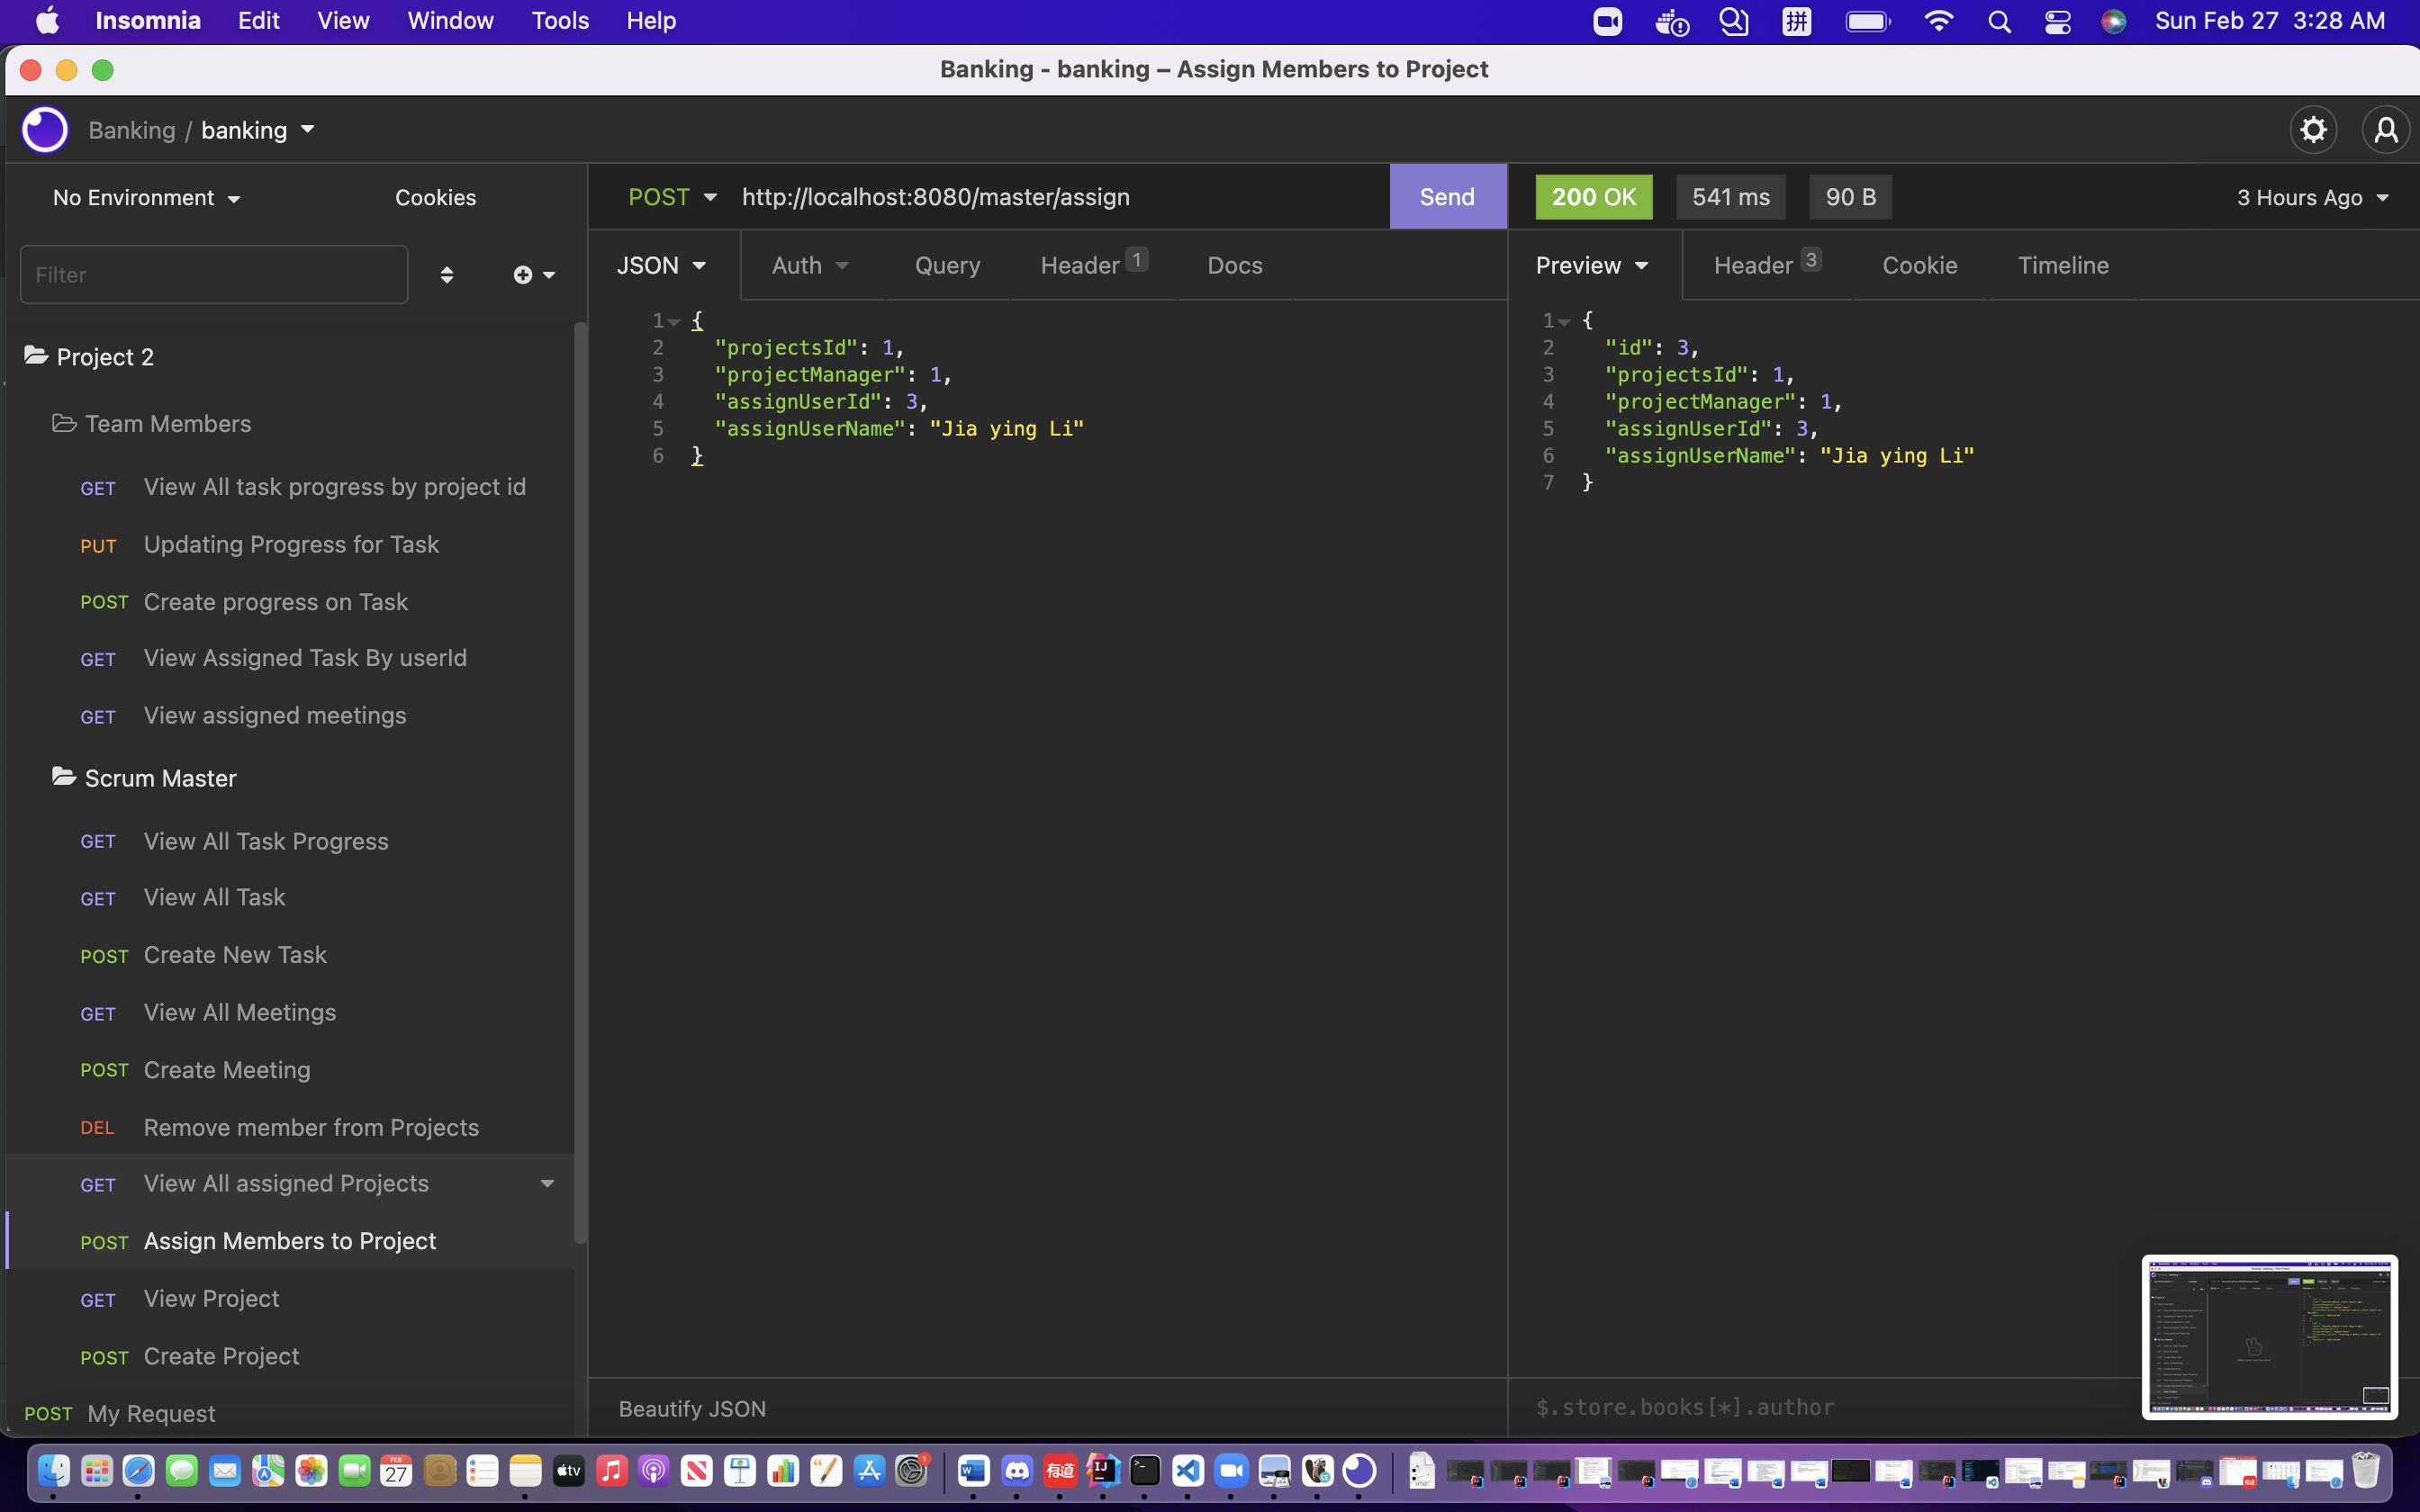 Insomnia Edit View Window Tools Help
拼
Sun Feb 27 3:28 AM
Banking - banking – Assign Members to Project
Banking / banking
No Environment
Cookies
Filter
Project 2
Team Members
GET View All task progress by project id
PUT Updating Progress for Task
POST Create progress on Task
GET View Assigned Task By userId
GET View assigned meetings
Scrum Master
GET View All Task Progress
GET View All Task
POST Create New Task
GET View All Meetings
POST Create Meeting
DEL Remove member from Projects
GET View All assigned Projects
POST Assign Members to Project
GET View Project
POST Create Project
POST My Request
POST http://localhost:8080/master/assign Send
JSON Auth Query Header 1 Docs
1 {
2 "projectsId": 1,
3 "projectManager": 1,
4 "assignUserId": 3,
5 "assignUserName": "Jia ying Li"
6 }
Beautify JSON
200 OK 541 ms 90 B 3 Hours Ago
Preview Header 3 Cookie Timeline
1 {
2 "id": 3,
3 "projectsId": 1,
4 "projectManager": 1,
5 "assignUserId": 3,
6 "assignUserName": "Jia ying Li"
7 }
$.store.books[*].author
FEB
27
tv
1
W
有道
IJ